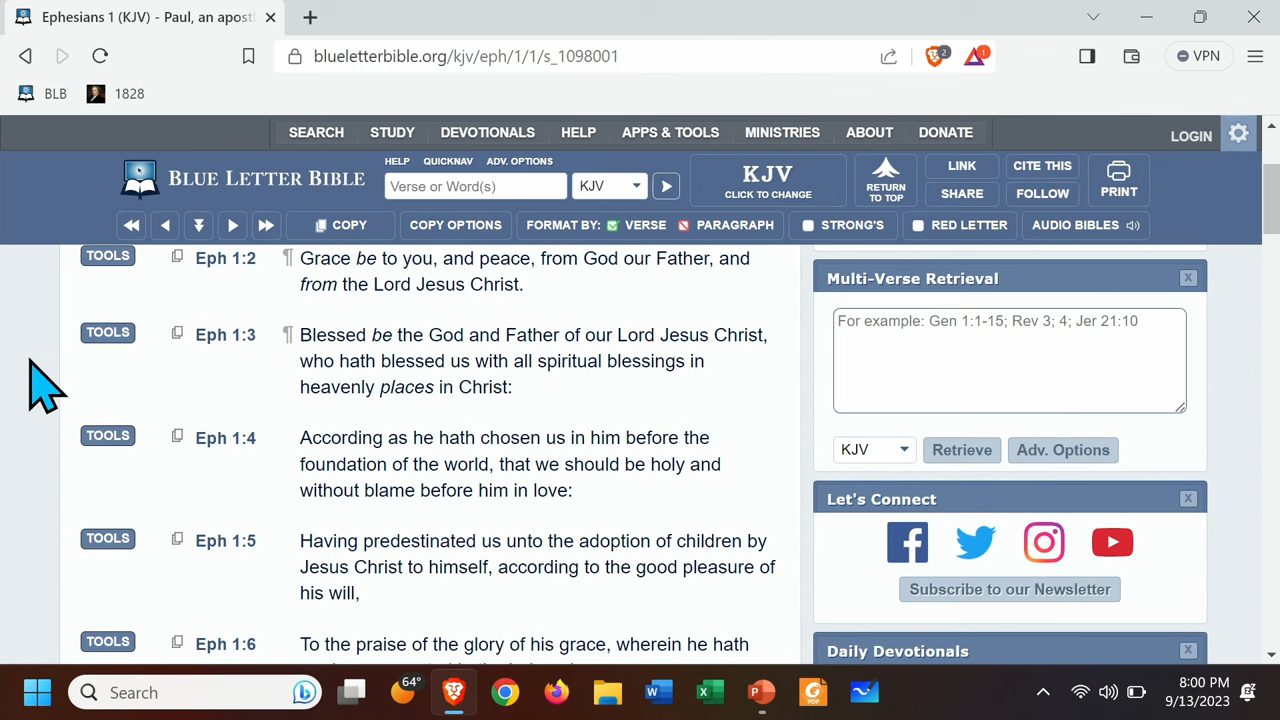 Ephesians 1 (KJV) - Paul, an apost
blueletterbible.org/kjv/eph/1/1/s_1098001
2
1
VPN
BLB
1828
SEARCH STUDY DEVOTIONALS HELP APPS & TOOLS MINISTRIES ABOUT DONATE
LOGIN
BLUE LETTER BIBLE
HELP QUICKNAV ADV. OPTIONS
Verse or Word(s)
KJV
KJV
CLICK TO CHANGE
RETURN
TO TOP
LINK
CITE THIS
SHARE
FOLLOW
PRINT
COPY
COPY OPTIONS
FORMAT BY: VERSE PARAGRAPH
STRONG'S
RED LETTER
AUDIO BIBLES
TOOLS
Eph 1:2
¶ Grace be to you, and peace, from God our Father, and
from the Lord Jesus Christ.
TOOLS
Eph 1:3
¶ Blessed be the God and Father of our Lord Jesus Christ,
who hath blessed us with all spiritual blessings in
heavenly places in Christ:
TOOLS
Eph 1:4
According as he hath chosen us in him before the
foundation of the world, that we should be holy and
without blame before him in love:
TOOLS
Eph 1:5
Having predestinated us unto the adoption of children by
Jesus Christ to himself, according to the good pleasure of
his will,
TOOLS
Eph 1:6
To the praise of the glory of his grace, wherein he hath
Multi-Verse Retrieval
X
For example: Gen 1:1-15; Rev 3; 4; Jer 21:10
KJV
Retrieve
Adv. Options
Let's Connect
X
Subscribe to our Newsletter
Daily Devotionals
X
Search
64°
8:00 PM
9/13/2023